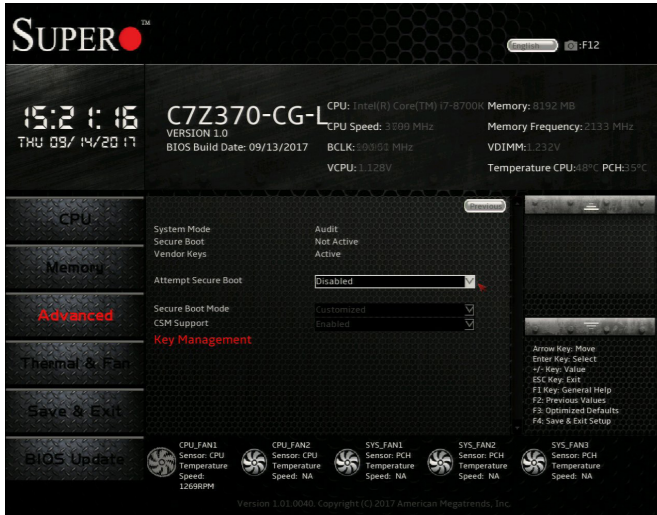 SUPER TM
English :F12
15:21:16
THU 09/14/2017
C7Z370-CG-L
VERSION 1.0
BIOS Build Date: 09/13/2017
CPU: Intel(R) Core(TM) i7-8700K
CPU Speed: MHz
BCLK: MHz
VCPU: 1.128V
Memory: 8192 MB
Memory Frequency: 2133 MHz
VDIMM: 1.232V
Temperature CPU:48°C PCH:35°C
CPU
Memory
Advanced
Thermal & Fan
Save & Exit
BIOS Update
Previous
System Mode Audit
Secure Boot Not Active
Vendor Keys Active
Attempt Secure Boot Disabled
Secure Boot Mode Customized
CSM Support Enabled
Key Management
Arrow Key: Move
Enter Key: Select
+/- Key: Value
ESC Key: Exit
F1 Key: General Help
F2: Previous Values
F3: Optimized Defaults
F4: Save & Exit Setup
CPU_FAN1
Sensor: CPU
Temperature
Speed:
1269RPM
CPU_FAN2
Sensor: CPU
Temperature
Speed: NA
SYS_FAN1
Sensor: PCH
Temperature
Speed: NA
SYS_FAN2
Sensor: PCH
Temperature
Speed: NA
SYS_FAN3
Sensor: PCH
Temperature
Speed: NA
Version 1.01.0040. Copyright (C) 2017 American Megatrends, Inc.